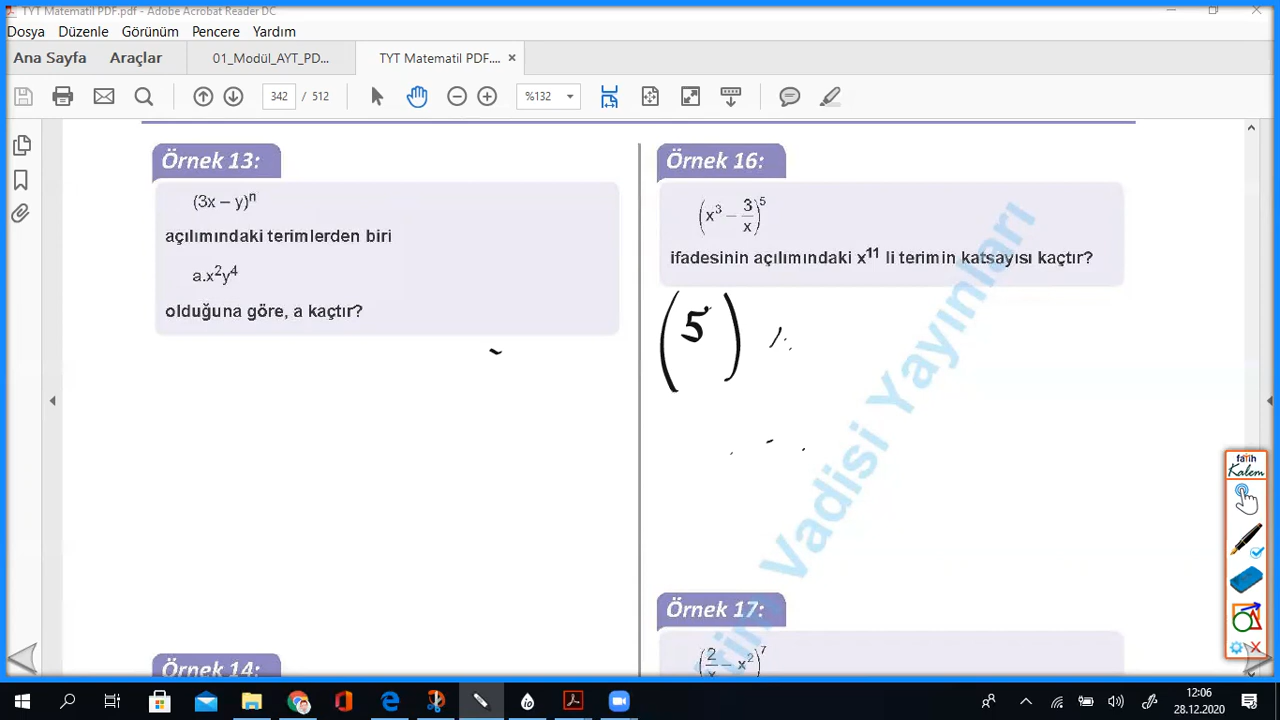 TYT Matematil PDF.pdf - Adobe Acrobat Reader DC
Dosya Düzenle Görünüm Pencere Yardım
Ana Sayfa Araçlar 01_Modül_AYT_PD... TYT Matematil PDF.... ×
342 / 512 %132
Örnek 13:
(3x – y)ⁿ
açılımındaki terimlerden biri
a.x²y⁴
olduğuna göre, a kaçtır?
Örnek 14:
Örnek 16:
(x³ – 3/x)⁵
ifadesinin açılımındaki x¹¹ li terimin katsayısı kaçtır?
(5)
Örnek 17:
(2/x – x²)⁷
Vadisi Yayınları
fatih
Kalem
12:06
28.12.2020